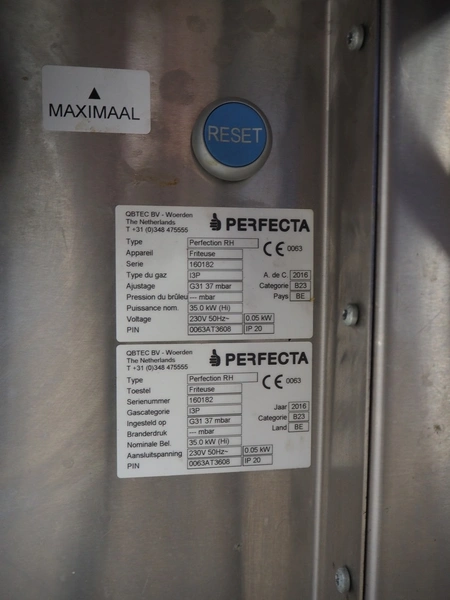 MAXIMAAL
RESET
QBTEC BV - Woerden
The Netherlands
T +31 (0)348 475555
PERFECTA
CE 0063
Type Perfection RH
Appareil Friteuse
Serie 160182
Type du gaz I3P A. de C. 2016
Ajustage G31 37 mbar Categorie B23
Pression du brûleu --- mbar Pays BE
Puissance nom. 35.0 kW (Hi)
Voltage 230V 50Hz~ 0.05 kW
PIN 0063AT3608 IP 20
QBTEC BV - Woerden
The Netherlands
T +31 (0)348 475555
PERFECTA
CE 0063
Type Perfection RH
Toestel Friteuse
Serienummer 160182
Gascategorie I3P Jaar 2016
Ingesteld op G31 37 mbar Categorie B23
Branderdruk --- mbar Land BE
Nominale Bel. 35.0 kW (Hi)
Aansluitspanning 230V 50Hz~ 0.05 kW
PIN 0063AT3608 IP 20